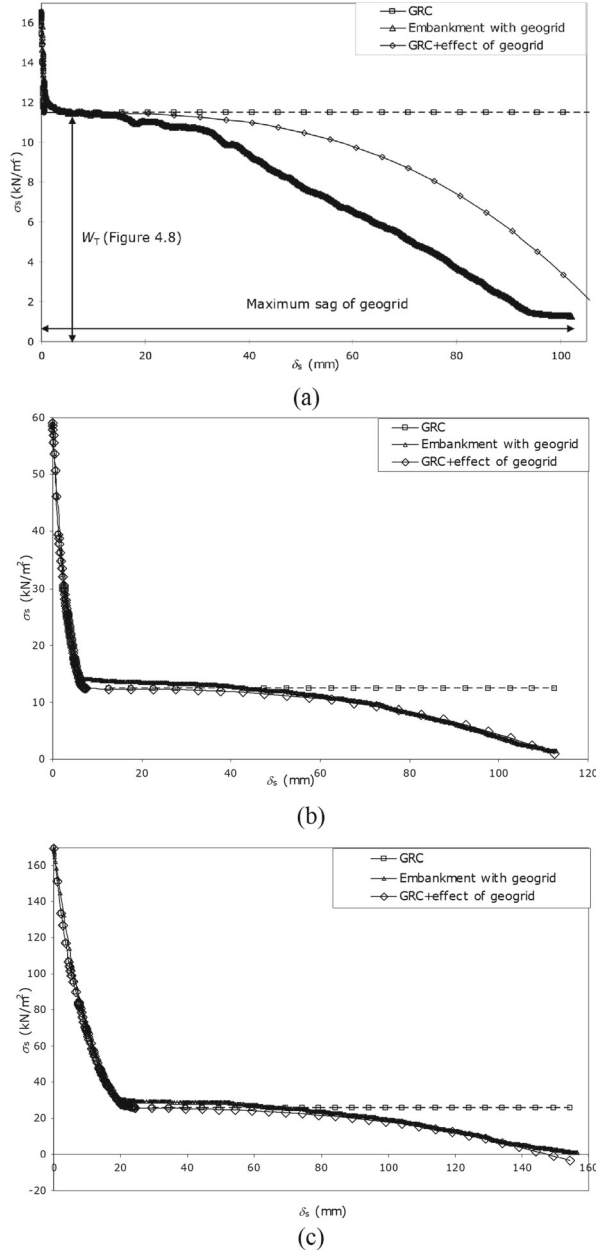 GRC
Embankment with geogrid
GRC+effect of geogrid
16
14
12
10
8
6
4
2
0
σs (kN/m²)
WT (Figure 4.8)
Maximum sag of geogrid
0 20 40 60 80 100
δs (mm)
(a)
GRC
Embankment with geogrid
GRC+effect of geogrid
60
50
40
30
20
10
0
σs (kN/m²)
0 20 40 60 80 100 120
δs (mm)
(b)
GRC
Embankment with geogrid
GRC+effect of geogrid
160
140
120
100
80
60
40
20
0
-20
σs (kN/m²)
0 20 40 60 80 100 120 140 160
δs (mm)
(c)